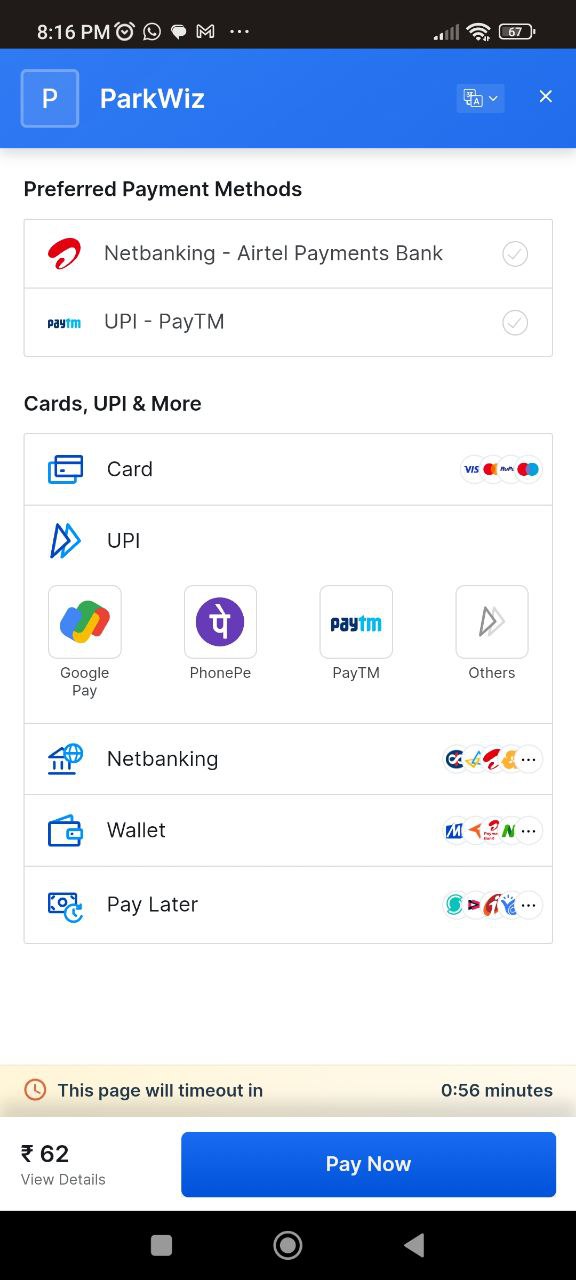 8:16 PM
67
P
ParkWiz
Preferred Payment Methods
Netbanking - Airtel Payments Bank
paytm
UPI - PayTM
Cards, UPI & More
Card
VISA
RuPay
UPI
पे
paytm
Google
Pay
PhonePe
PayTM
Others
Netbanking
Wallet
Pay Later
This page will timeout in
0:56 minutes
₹ 62
View Details
Pay Now